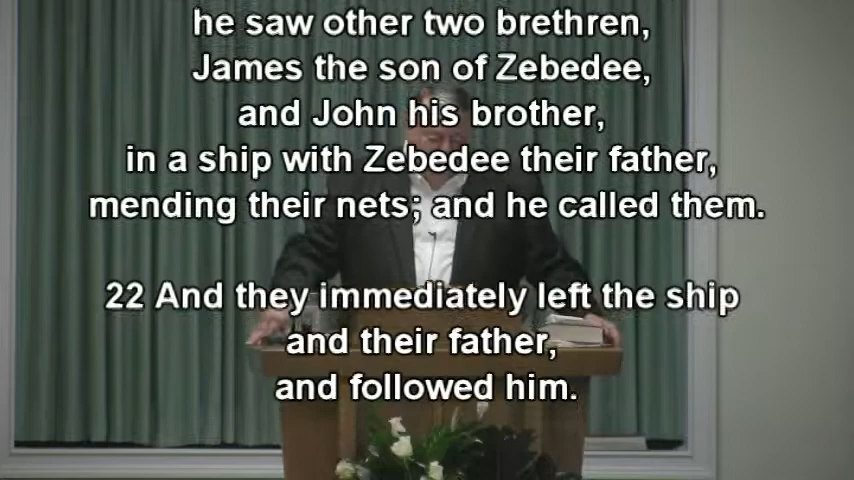 he saw other two brethren,
James the son of Zebedee,
and John his brother,
in a ship with Zebedee their father,
mending their nets; and he called them.
22 And they immediately left the ship
and their father,
and followed him.